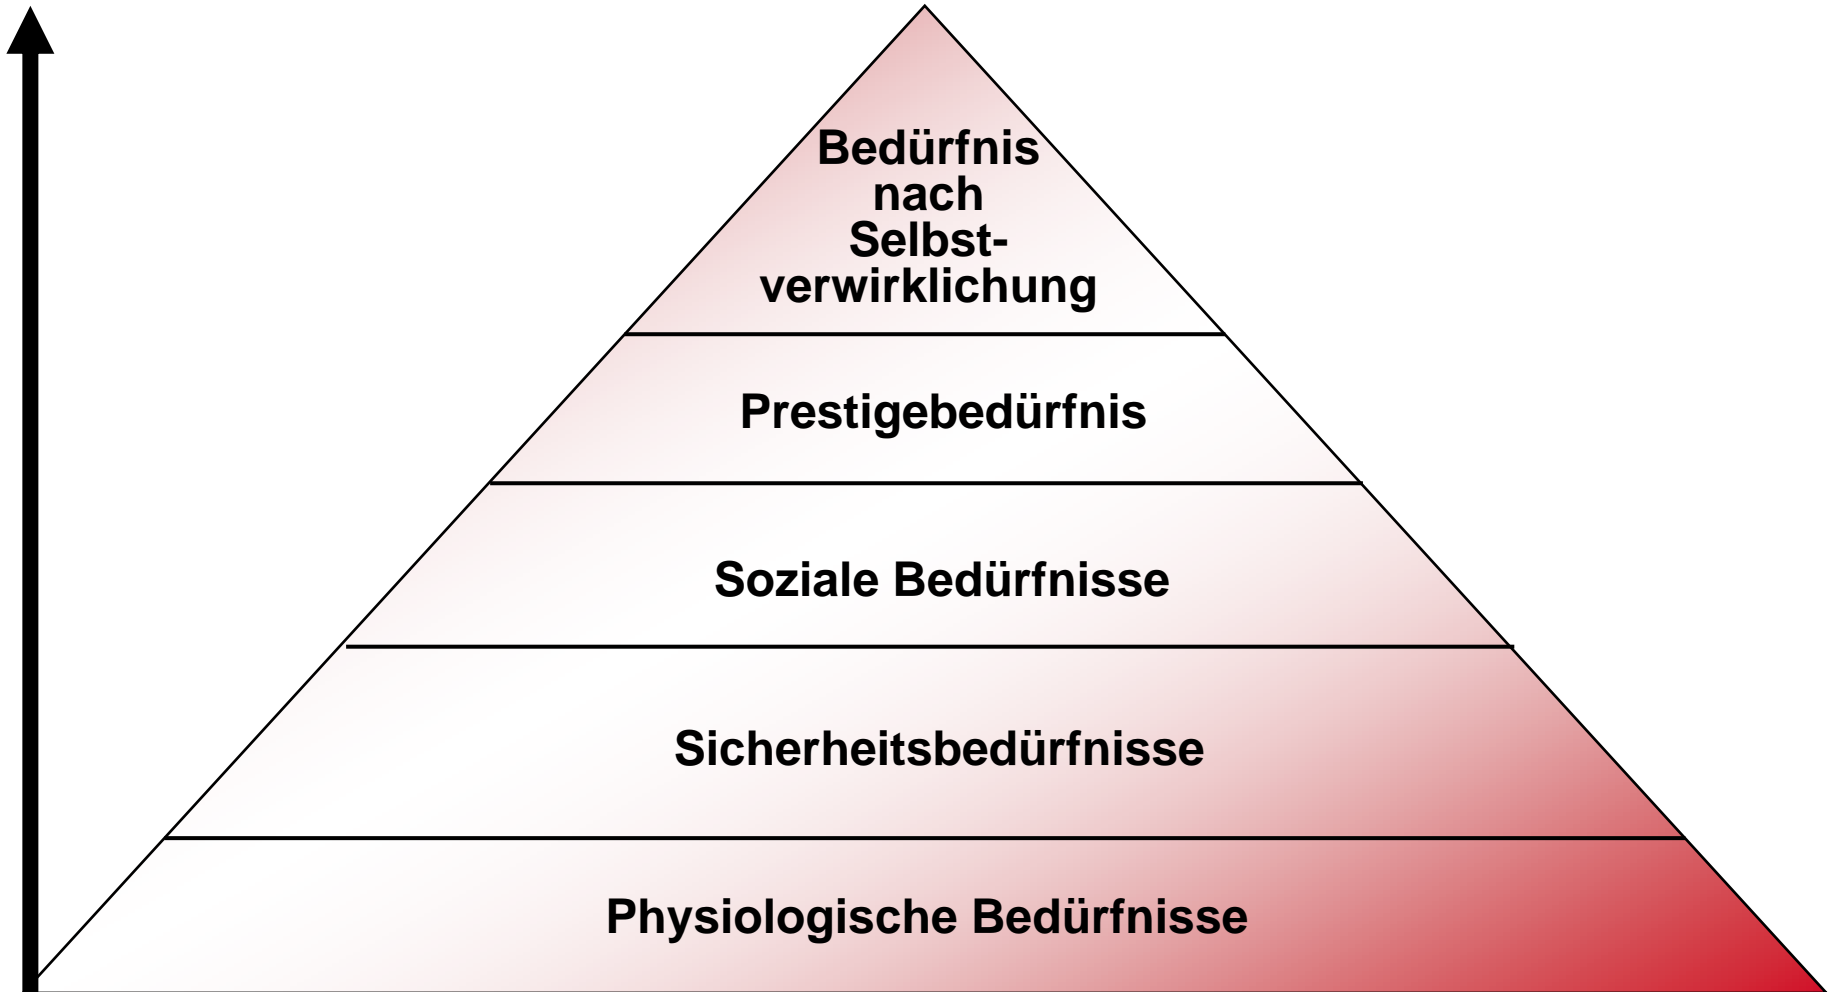 Bedürfnis
nach
Selbst-
verwirklichung
Prestigebedürfnis
Soziale Bedürfnisse
Sicherheitsbedürfnisse
Physiologische Bedürfnisse